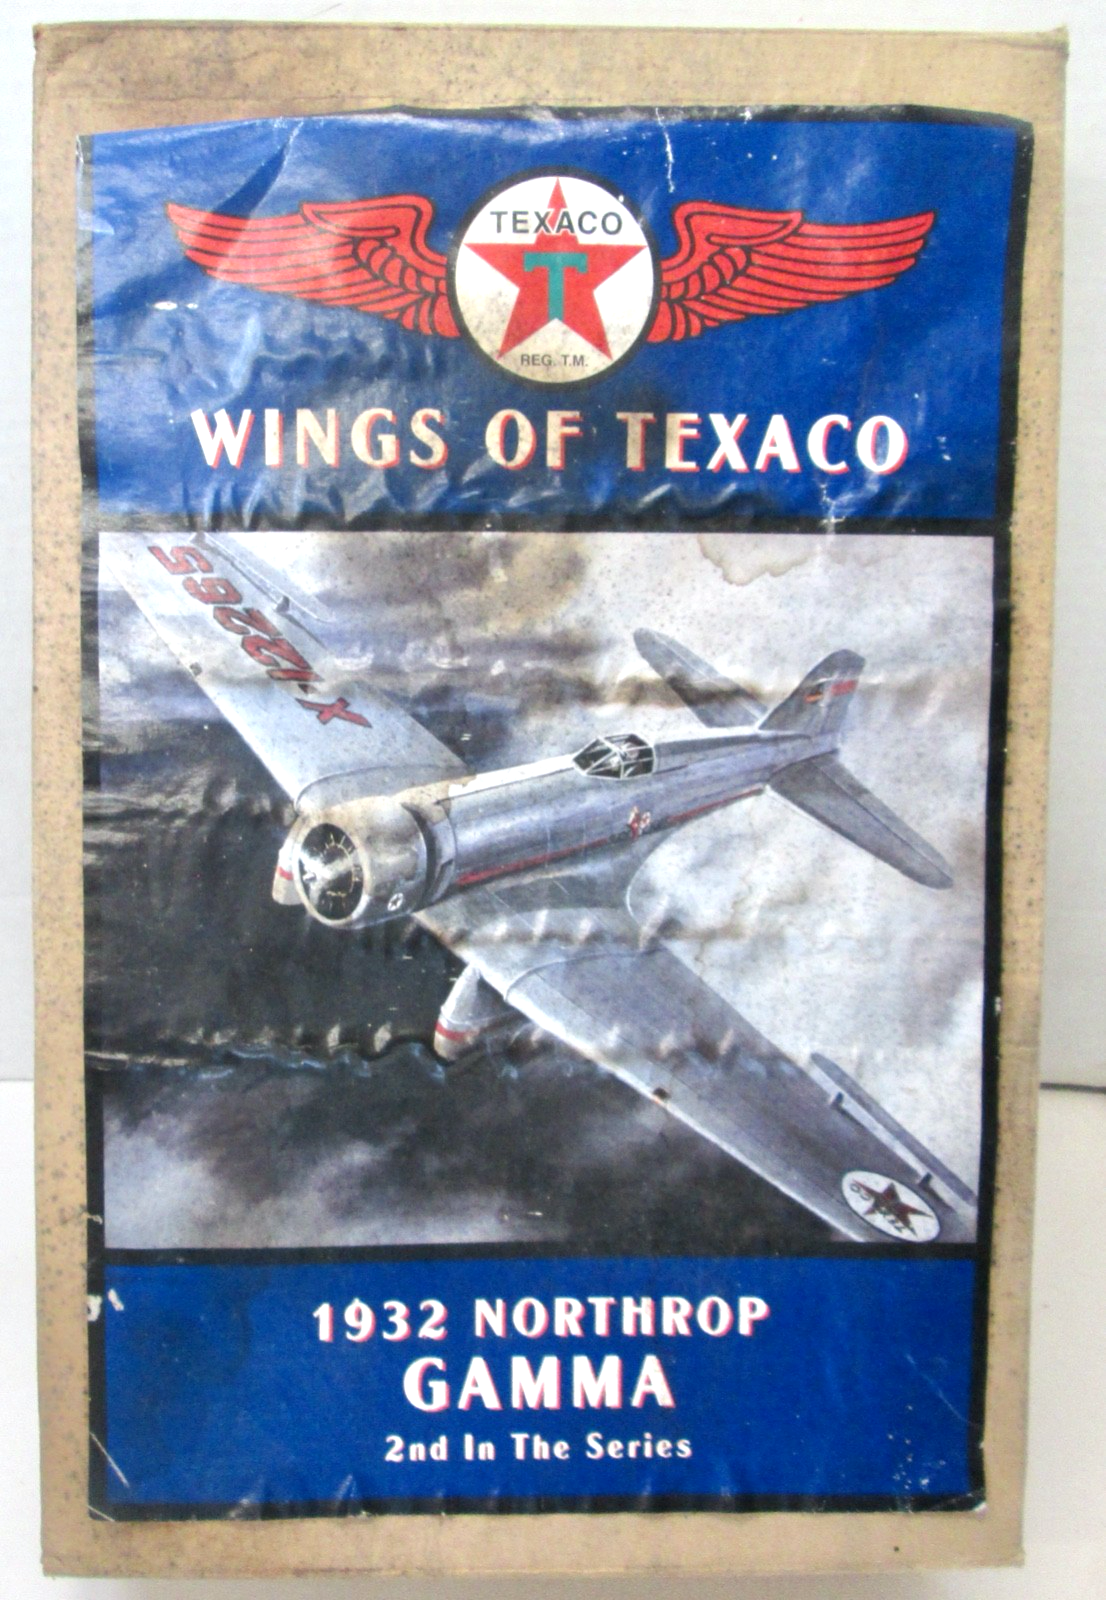 TEXACO
T
REG. T.M.
WINGS OF TEXACO
X-12265
1932 NORTHROP
GAMMA
2nd In The Series